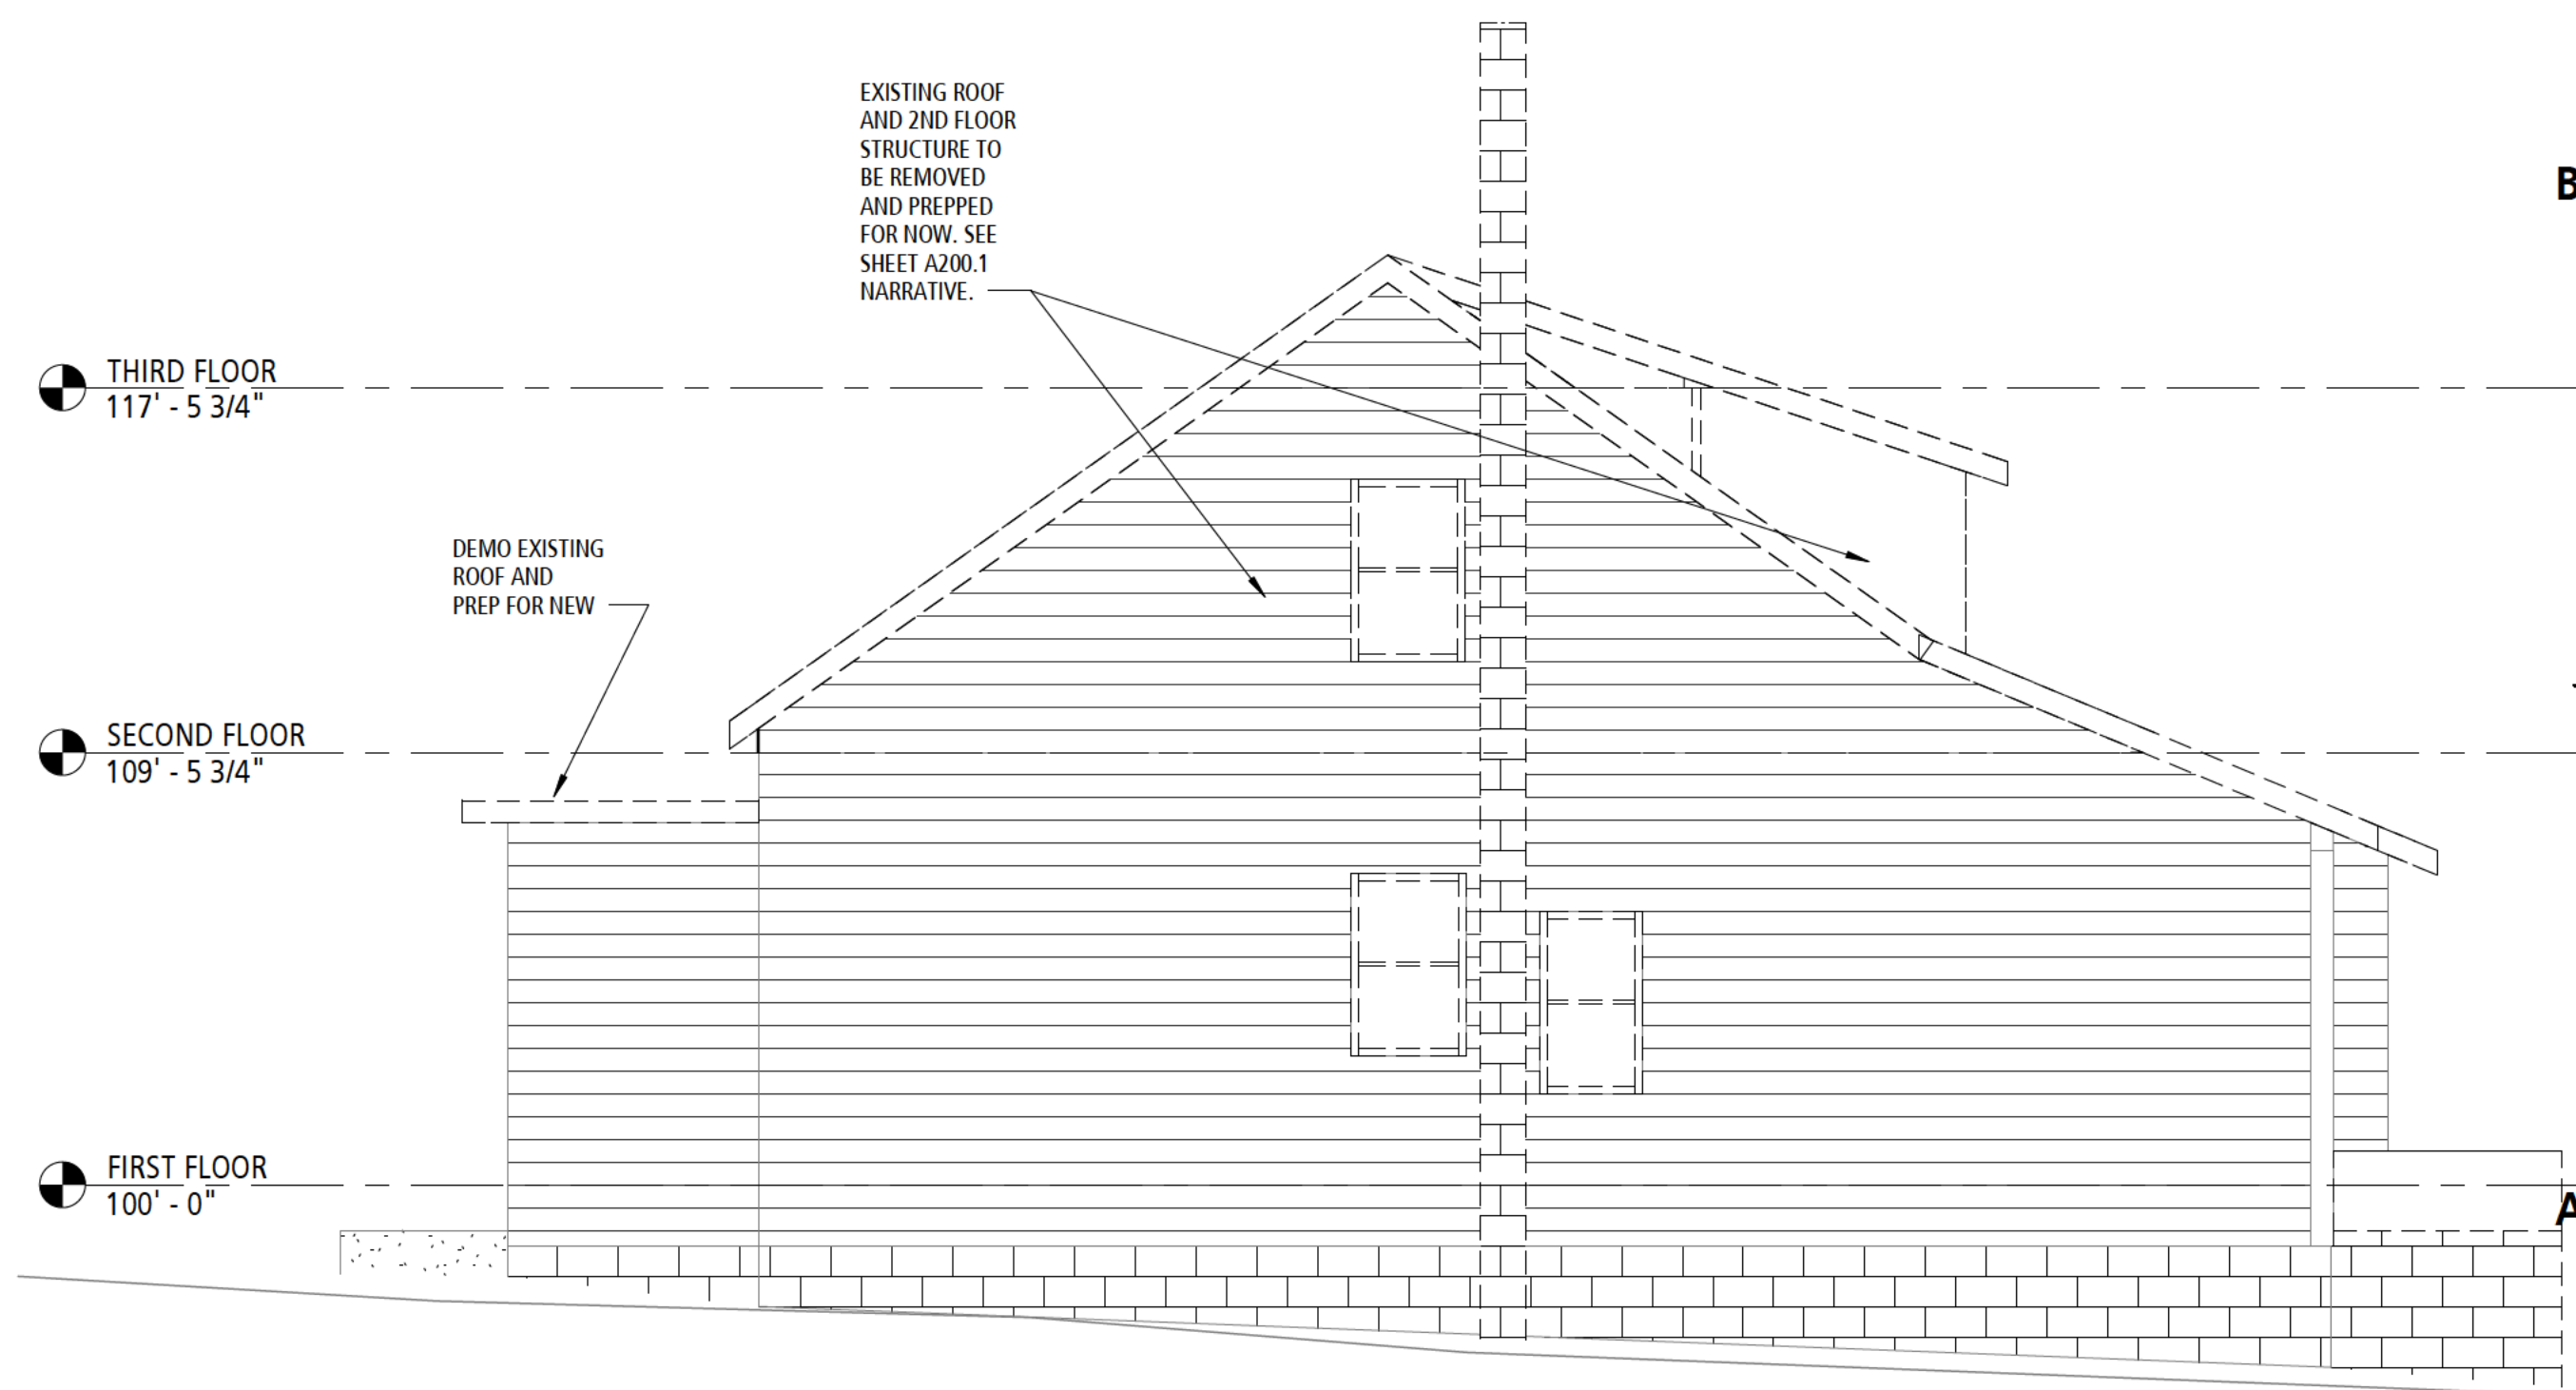 EXISTING ROOF
AND 2ND FLOOR
STRUCTURE TO
BE REMOVED
AND PREPPED
FOR NOW. SEE
SHEET A200.1
NARRATIVE.
THIRD FLOOR
117' - 5 3/4"
DEMO EXISTING
ROOF AND
PREP FOR NEW
SECOND FLOOR
109' - 5 3/4"
FIRST FLOOR
100' - 0"